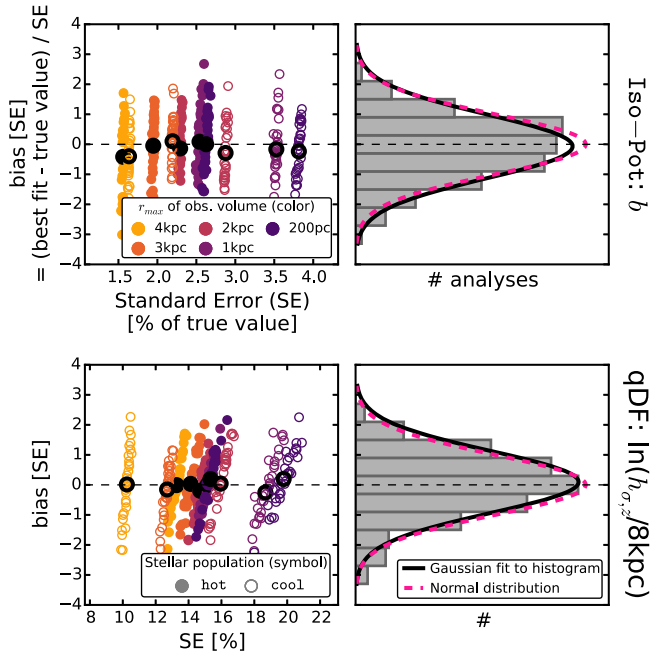 4
3
2
1
0
−1
−2
−3
−4
bias [SE]
= (best fit - true value) / SE
r_max of obs. volume (color)
4kpc 2kpc 200pc
3kpc 1kpc
1.5 2.0 2.5 3.0 3.5 4.0
Standard Error (SE)
[% of true value]
# analyses
Iso−Pot: b
4
3
2
1
0
−1
−2
−3
−4
bias [SE]
Stellar population (symbol)
hot cool
8 10 12 14 16 18 20 22
SE [%]
Gaussian fit to histogram
Normal distribution
#
qDF: ln(h_σ,z/8kpc)